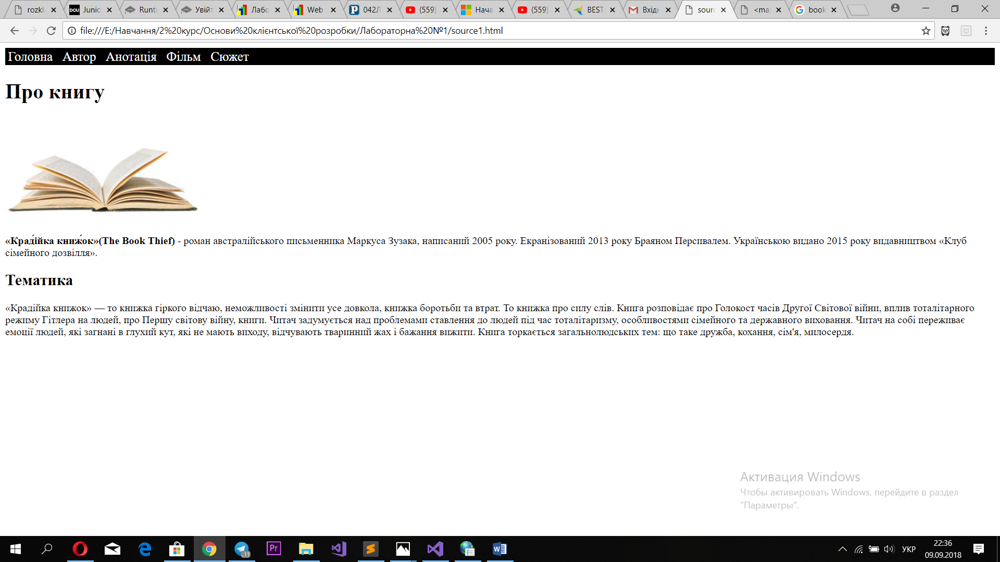 rozkl
Junio
Runti
Увійт
Лабо
Web
042Л
(559)
Нача
(559)
BEST
Вхідн
sourc
<ma
book
file:///E:/Навчання/2%20курс/Основи%20клієнтської%20розробки/Лабораторна%20№1/source1.html
Головна Автор Анотація Фільм Сюжет
Про книгу
«Краді́йка книжо́к»(The Book Thief) - роман австралійського письменника Маркуса Зузака, написаний 2005 року. Екранізований 2013 року Браяном Персивалем. Українською видано 2015 року видавництвом «Клуб
сімейного дозвілля».
Тематика
«Крадійка книжок» — то книжка гіркого відчаю, неможливості змінити усе довкола, книжка боротьби та втрат. То книжка про силу слів. Книга розповідає про Голокост часів Другої Світової війни, вплив тоталітарного
режиму Гітлера на людей, про Першу світову війну, книги. Читач задумується над проблемами ставлення до людей під час тоталітаризму, особливостями сімейного та державного виховання. Читач на собі переживає
емоції людей, які загнані в глухий кут, які не мають виходу, відчувають тваринний жах і бажання вижити. Книга торкається загальнолюдських тем: що таке дружба, кохання, сім'я, милосердя.
Активация Windows
Чтобы активировать Windows, перейдите в раздел
"Параметры".
УКР
22:36
09.09.2018